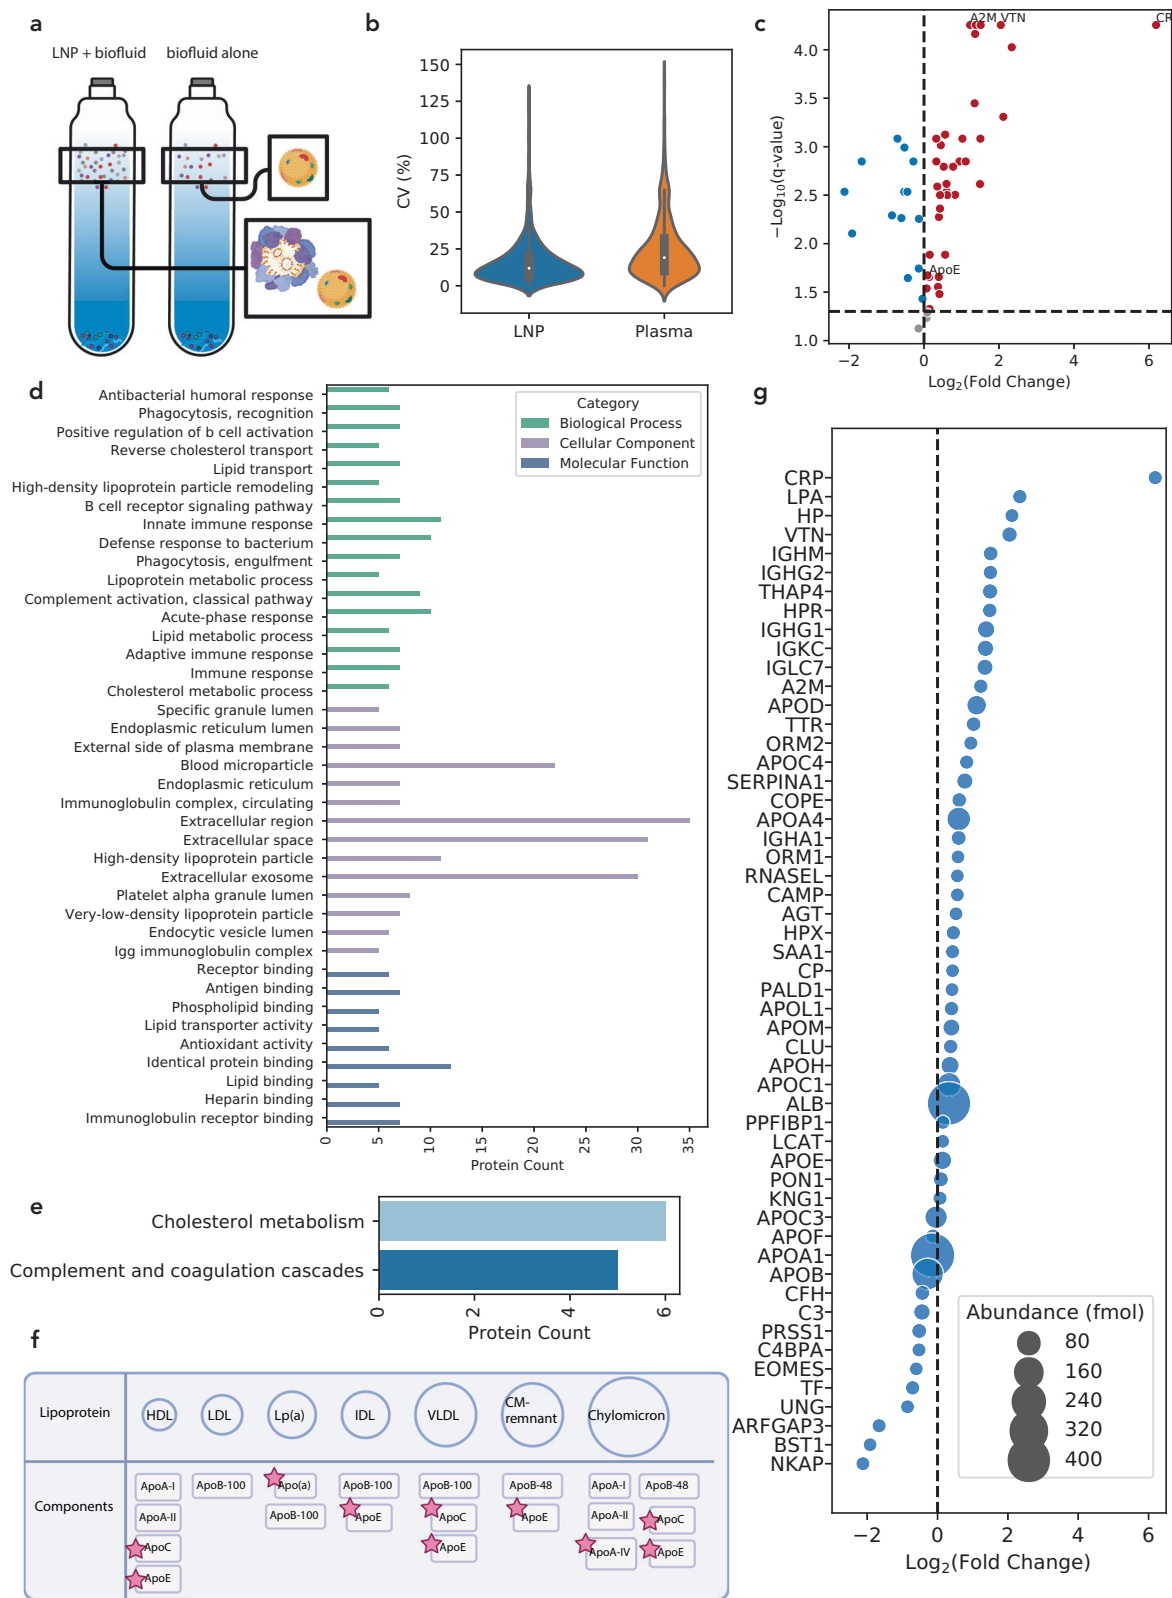 a
LNP + biofluid
biofluid alone
b
CV (%)
150
125
100
75
50
25
0
LNP
Plasma
c
A2M VTN
CR
ApoE
−Log10(q-value)
4.0
3.5
3.0
2.5
2.0
1.5
1.0
−2
0
2
4
6
Log2(Fold Change)
d
Antibacterial humoral response
Phagocytosis, recognition
Positive regulation of b cell activation
Reverse cholesterol transport
Lipid transport
High-density lipoprotein particle remodeling
B cell receptor signaling pathway
Innate immune response
Defense response to bacterium
Phagocytosis, engulfment
Lipoprotein metabolic process
Complement activation, classical pathway
Acute-phase response
Lipid metabolic process
Adaptive immune response
Immune response
Cholesterol metabolic process
Specific granule lumen
Endoplasmic reticulum lumen
External side of plasma membrane
Blood microparticle
Endoplasmic reticulum
Immunoglobulin complex, circulating
Extracellular region
Extracellular space
High-density lipoprotein particle
Extracellular exosome
Platelet alpha granule lumen
Very-low-density lipoprotein particle
Endocytic vesicle lumen
Igg immunoglobulin complex
Receptor binding
Antigen binding
Phospholipid binding
Lipid transporter activity
Antioxidant activity
Identical protein binding
Lipid binding
Heparin binding
Immunoglobulin receptor binding
Category
Biological Process
Cellular Component
Molecular Function
0
5
10
15
20
25
30
35
Protein Count
e
Cholesterol metabolism
Complement and coagulation cascades
0
2
4
6
Protein Count
f
Lipoprotein
HDL
LDL
Lp(a)
IDL
VLDL
CM-
remnant
Chylomicron
Components
ApoA-I
ApoA-II
ApoC
ApoE
ApoB-100
Apo(a)
ApoB-100
ApoB-100
ApoE
ApoB-100
ApoC
ApoE
ApoB-48
ApoE
ApoA-I
ApoA-II
ApoA-IV
ApoB-48
ApoC
ApoE
g
CRP
LPA
HP
VTN
IGHM
IGHG2
THAP4
HPR
IGHG1
IGKC
IGLC7
A2M
APOD
TTR
ORM2
APOC4
SERPINA1
COPE
APOA4
IGHA1
ORM1
RNASEL
CAMP
AGT
HPX
SAA1
CP
PALD1
APOL1
APOM
CLU
APOH
APOC1
ALB
PPFIBP1
LCAT
APOE
PON1
KNG1
APOC3
APOF
APOA1
APOB
CFH
C3
PRSS1
C4BPA
EOMES
TF
UNG
ARFGAP3
BST1
NKAP
Abundance (fmol)
80
160
240
320
400
−2
0
2
4
6
Log2(Fold Change)